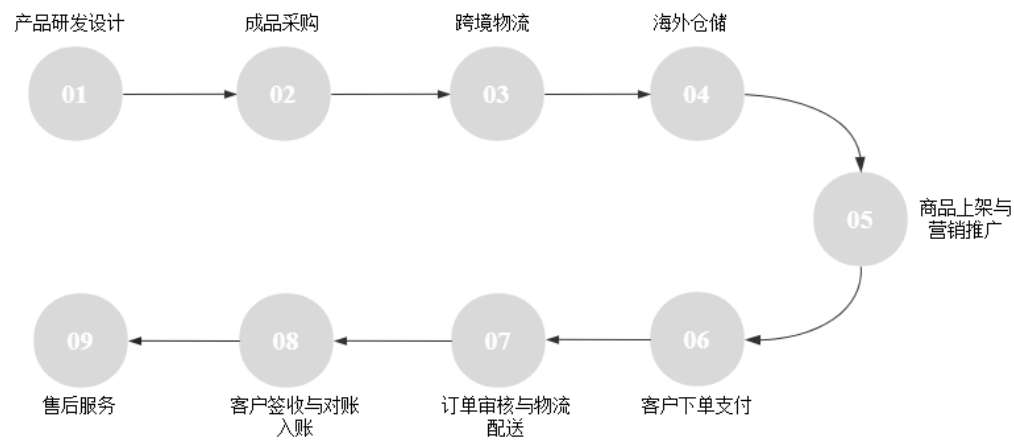 产品研发设计
成品采购
跨境物流
海外仓储
01
02
03
04
05
商品上架与
营销推广
09
08
07
06
售后服务
客户签收与对账
入账
订单审核与物流
配送
客户下单支付